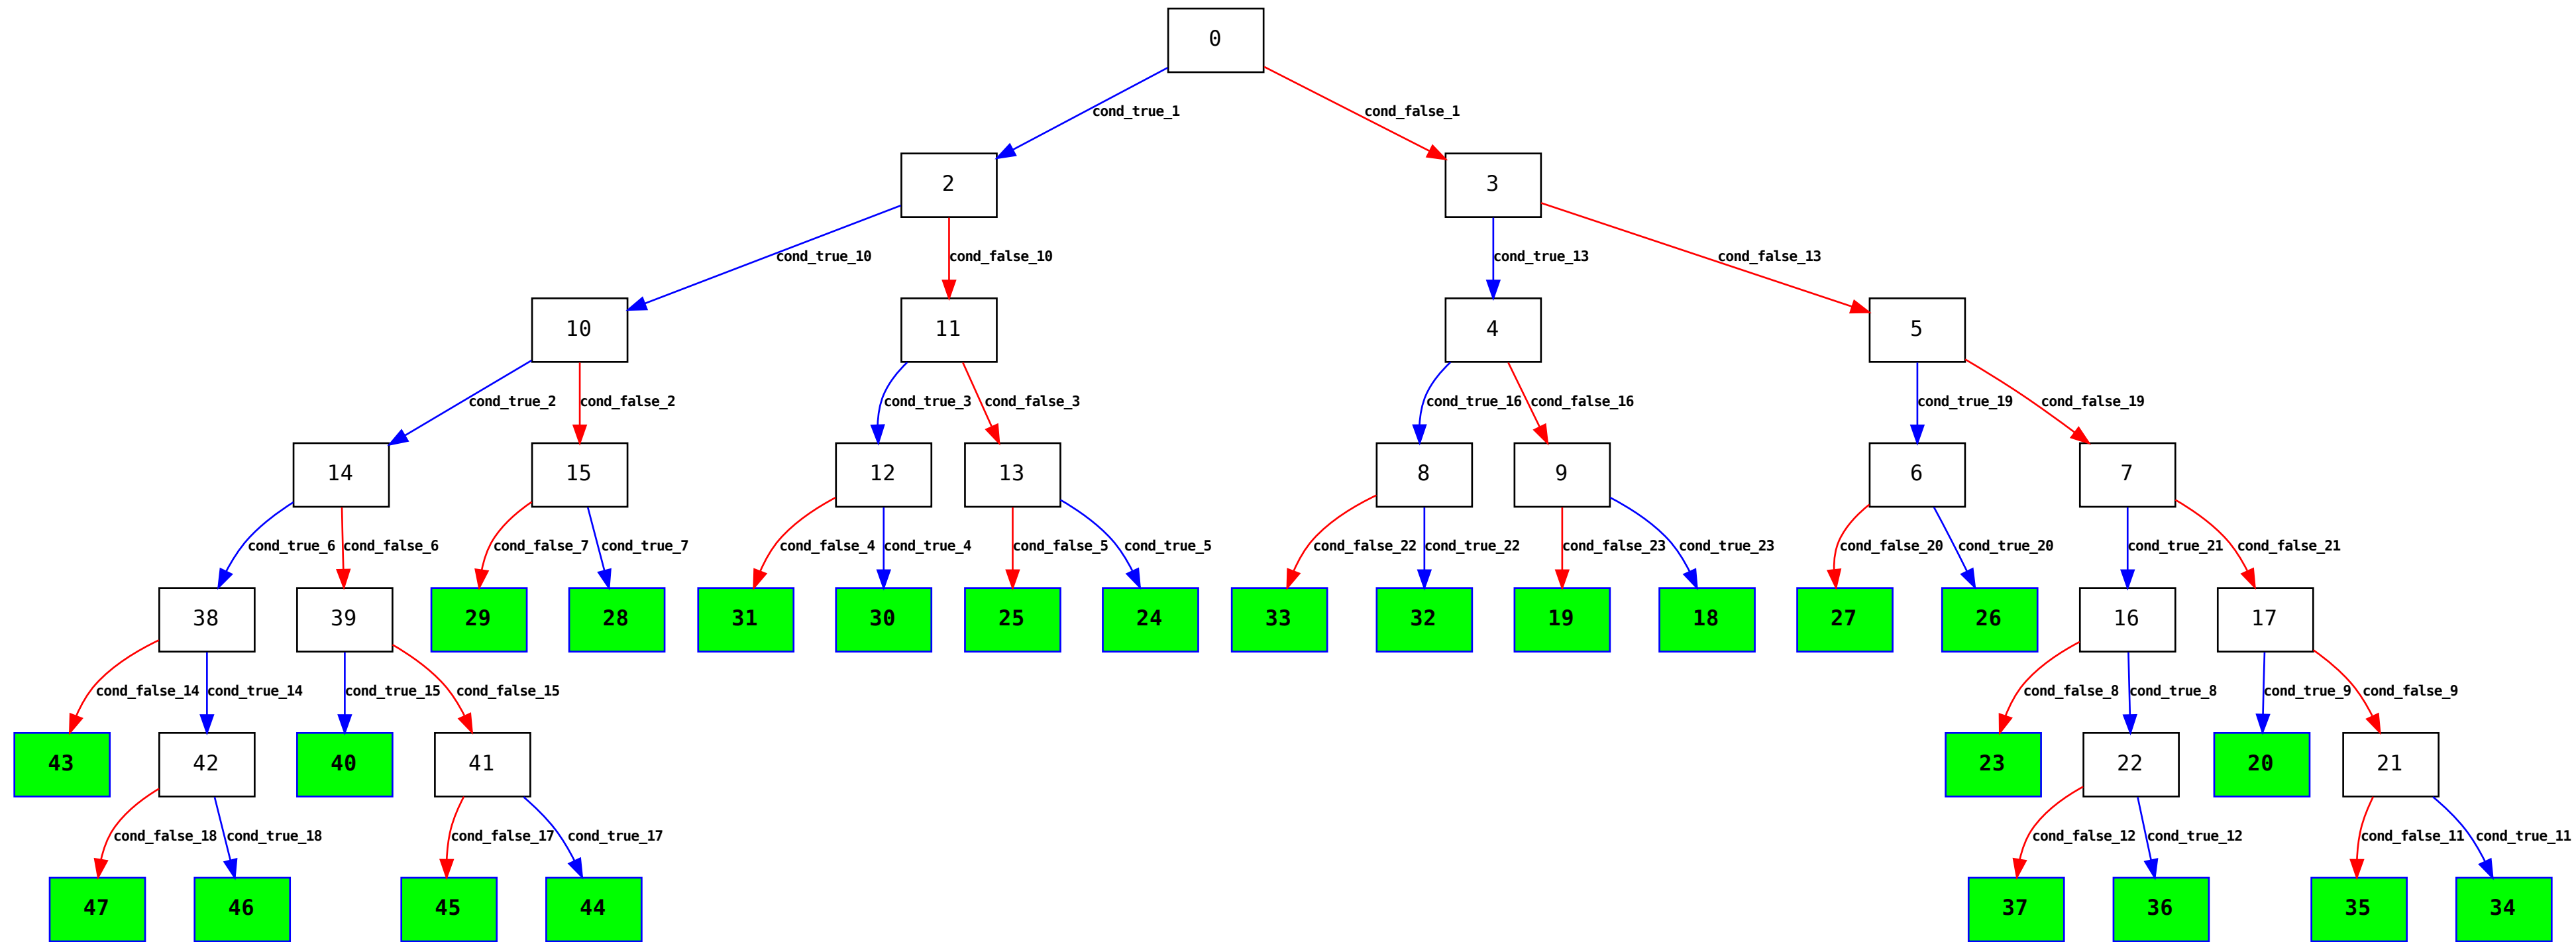 0
cond_true_1 cond_false_1
2 3
cond_true_10 cond_false_10 cond_true_13 cond_false_13
10 11 4 5
cond_true_2 cond_false_2 cond_true_3 cond_false_3 cond_true_16 cond_false_16 cond_true_19 cond_false_19
14 15 12 13 8 9 6 7
cond_true_6 cond_false_6 cond_false_7 cond_true_7 cond_false_4 cond_true_4 cond_false_5 cond_true_5 cond_false_22 cond_true_22 cond_false_23 cond_true_23 cond_false_20 cond_true_20 cond_true_21 cond_false_21
38 39 29 28 31 30 25 24 33 32 19 18 27 26 16 17
cond_false_14 cond_true_14 cond_true_15 cond_false_15 cond_false_8 cond_true_8 cond_true_9 cond_false_9
43 42 40 41 23 22 20 21
cond_false_18 cond_true_18 cond_false_17 cond_true_17 cond_false_12 cond_true_12 cond_false_11 cond_true_11
47 46 45 44 37 36 35 34